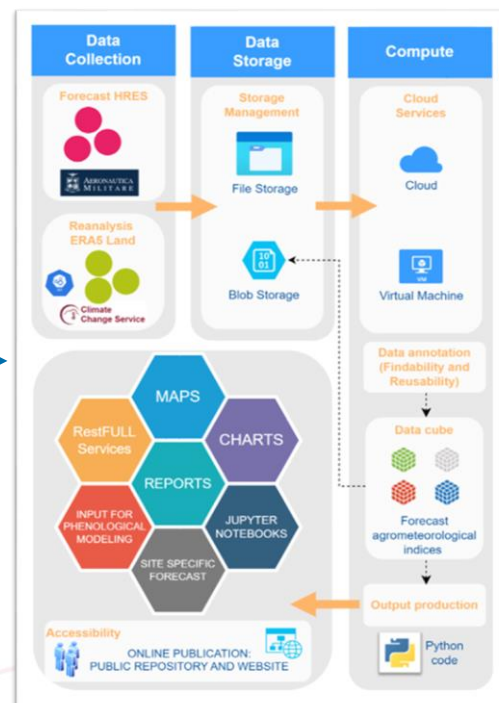 Data
Collection
Data
Storage
Compute
Forecast HRES
AERONAUTICA
MILITARE
Reanalysis
ERA5 Land
Climate
Change Service
Storage
Management
File Storage
10
01
Blob Storage
Cloud
Services
Cloud
VM
Virtual Machine
Data annotation
(Findability and
Reusability)
Data cube
Forecast
agrometeorological
indices
Output production
Python
code
MAPS
RestFULL
Services
CHARTS
REPORTS
INPUT FOR
PHENOLOGICAL
MODELING
JUPYTER
NOTEBOOKS
SITE SPECIFIC
FORECAST
Accessibility
ONLINE PUBLICATION:
PUBLIC REPOSITORY AND WEBSITE